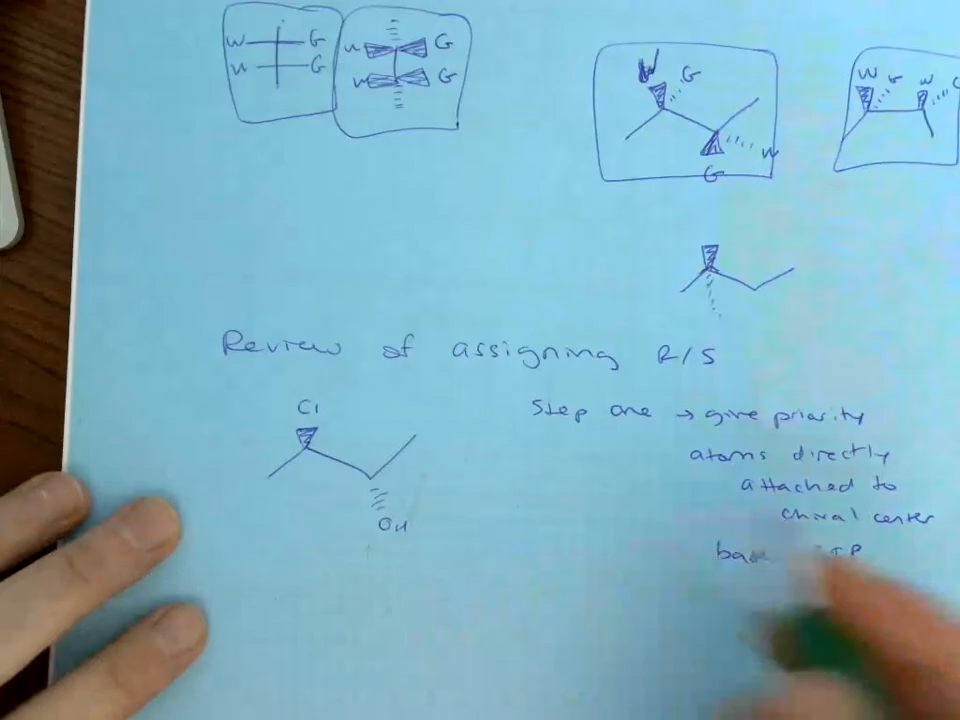 W G
W G
W G
W G
W G
G W
W G W
Review of assigning R/S
Cl
OH
Step one → give priority
atoms directly
attached to
chiral center